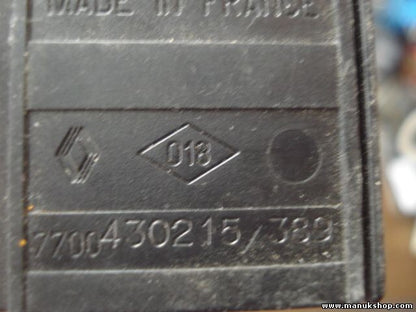 MADE IN FRANCE
013
7700430215/389
www.manukshop.com